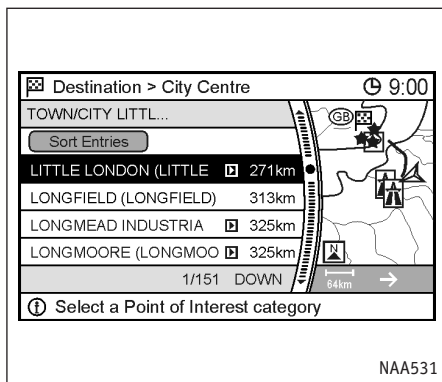 Destination > City Centre
9:00
TOWN/CITY LITTL...
Sort Entries
LITTLE LONDON (LITTLE 271km
LONGFIELD (LONGFIELD) 313km
LONGMEAD INDUSTRIA 325km
LONGMOORE (LONGMOO 325km
1/151 DOWN
GB
N
64km
Select a Point of Interest category
NAA531